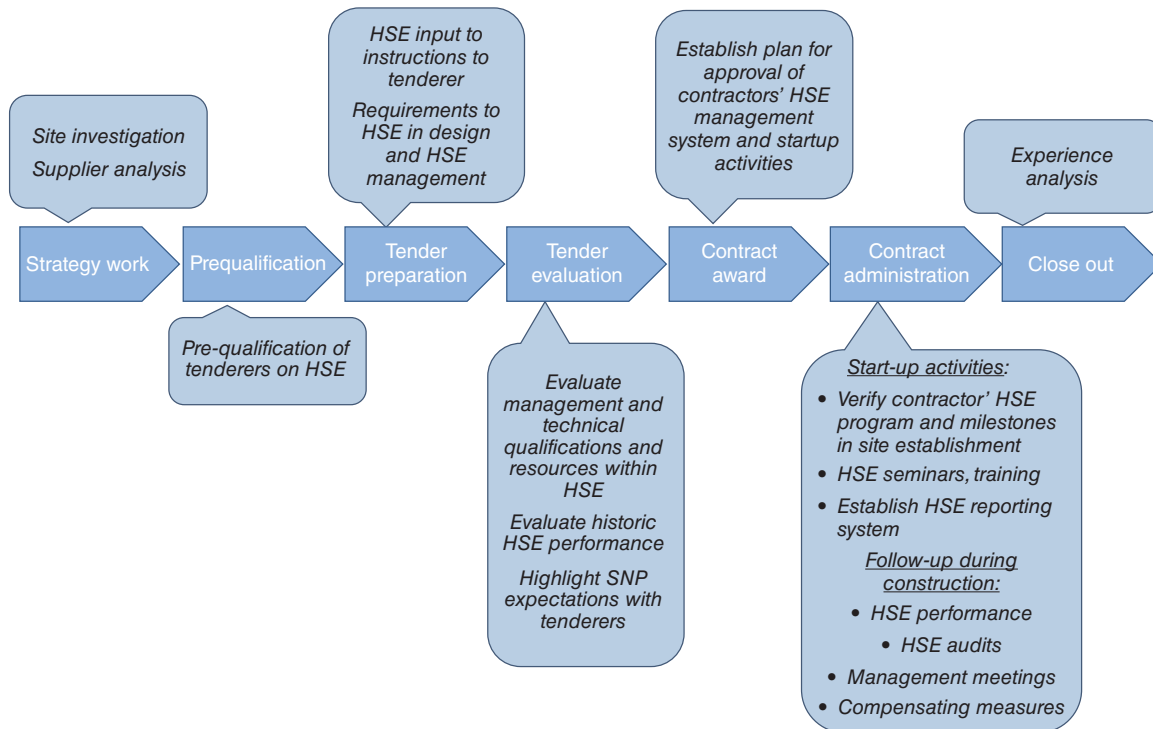 Site investigation
Supplier analysis
HSE input to
instructions to
tenderer
Requirements to
HSE in design
and HSE
management
Establish plan for
approval of
contractors’ HSE
management
system and startup
activities
Experience
analysis
Strategy work
Prequalification
Tender
preparation
Tender
evaluation
Contract
award
Contract
administration
Close out
Pre-qualification of
tenderers on HSE
Evaluate
management and
technical
qualifications and
resources within
HSE
Evaluate historic
HSE performance
Highlight SNP
expectations with
tenderers
Start-up activities:
• Verify contractor’ HSE
program and milestones
in site establishment
• HSE seminars, training
• Establish HSE reporting
system
Follow-up during
construction:
• HSE performance
• HSE audits
• Management meetings
• Compensating measures